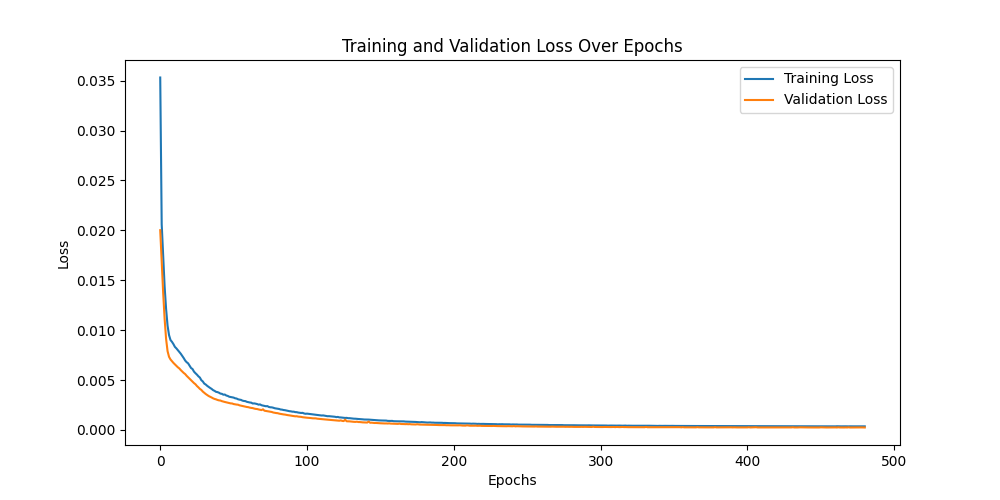 Training and Validation Loss Over Epochs
Training Loss
Validation Loss
0.035
0.030
0.025
0.020
0.015
0.010
0.005
0.000
Loss
0
100
200
300
400
500
Epochs